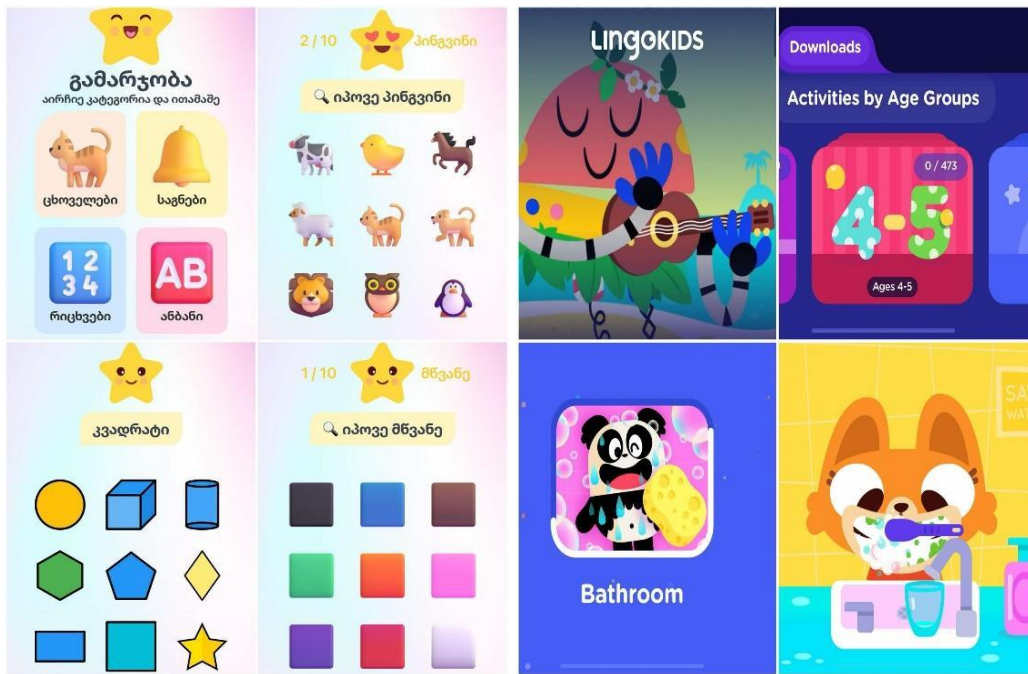 გამარჯობა
აირჩიე კატეგორია და ითამაშე
ცხოველები
საგნები
1 2
3 4
AB
რიცხვები
ანბანი
2 / 10
პინგვინი
იპოვე პინგვინი
LINGOKIDS
Downloads
Activities by Age Groups
0 / 473
4-5
Ages 4-5
კვადრატი
1 / 10
მწვანე
იპოვე მწვანე
Bathroom